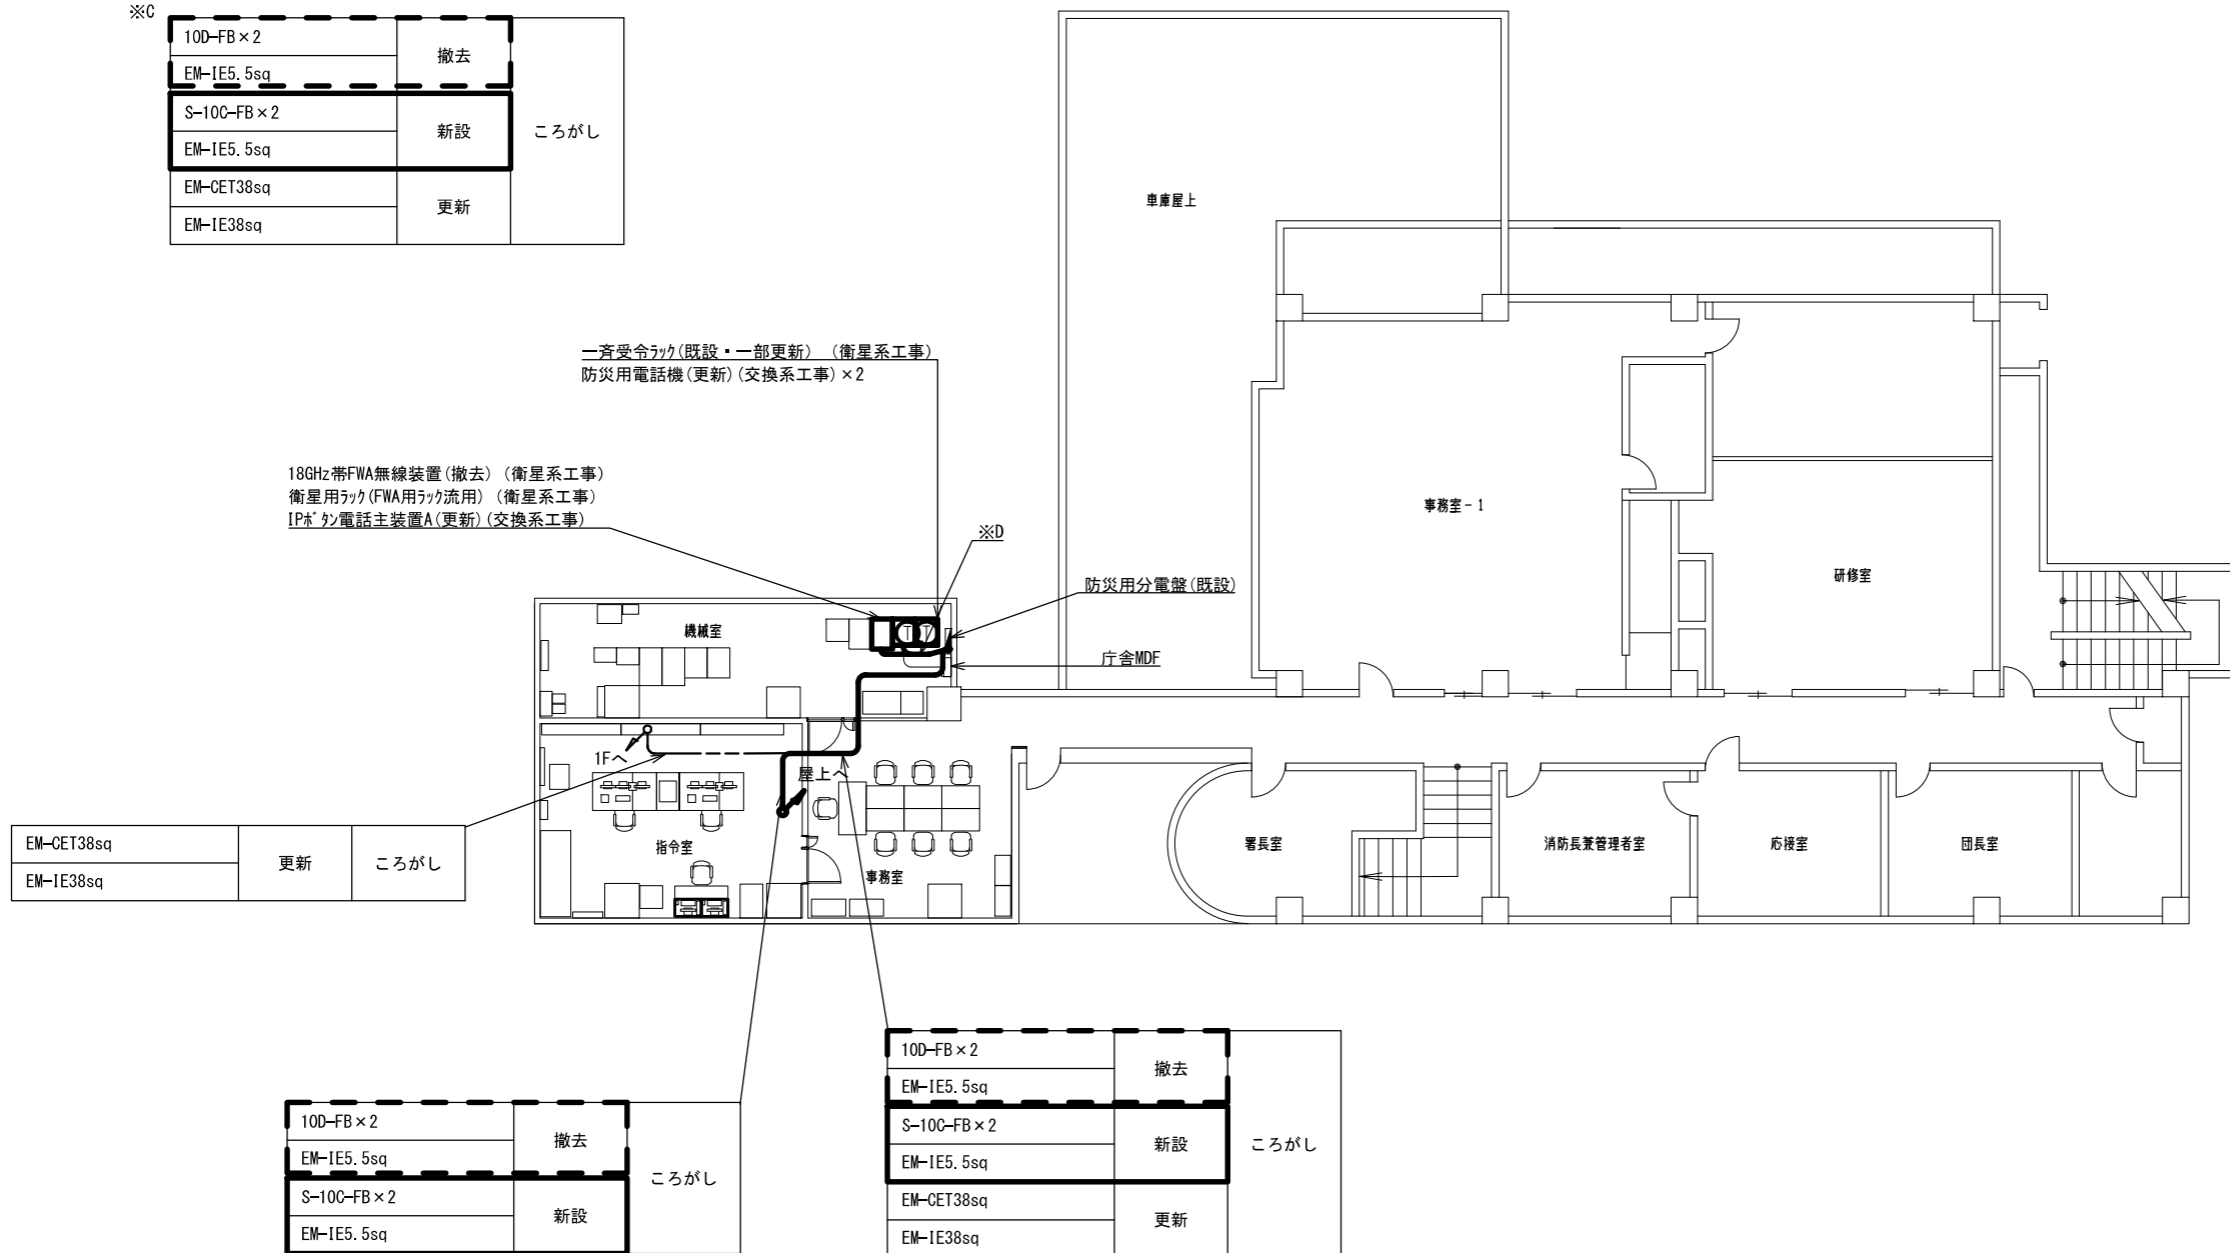 ※C
10D-FB×2
EM-IE5.5sq
撤去
S-10C-FB×2
EM-IE5.5sq
新設
EM-CET38sq
EM-IE38sq
更新
ころがし
車庫屋上
一斉受令ﾗｯｸ(既設・一部更新) (衛星系工事)
防災用電話機(更新)(交換系工事)×2
18GHz帯FWA無線装置(撤去) (衛星系工事)
衛星用ﾗｯｸ(FWA用ﾗｯｸ流用) (衛星系工事)
IPﾎﾞﾀﾝ電話主装置A(更新)(交換系工事)
※D
防災用分電盤(既設)
庁舎MDF
事務室-1
研修室
機械室
T
T
1Fへ
屋上へ
指令室
事務室
署長室
消防長兼管理者室
応接室
団長室
EM-CET38sq
EM-IE38sq
更新
ころがし
10D-FB×2
EM-IE5.5sq
撤去
S-10C-FB×2
EM-IE5.5sq
新設
ころがし
10D-FB×2
EM-IE5.5sq
撤去
S-10C-FB×2
EM-IE5.5sq
新設
EM-CET38sq
EM-IE38sq
更新
ころがし